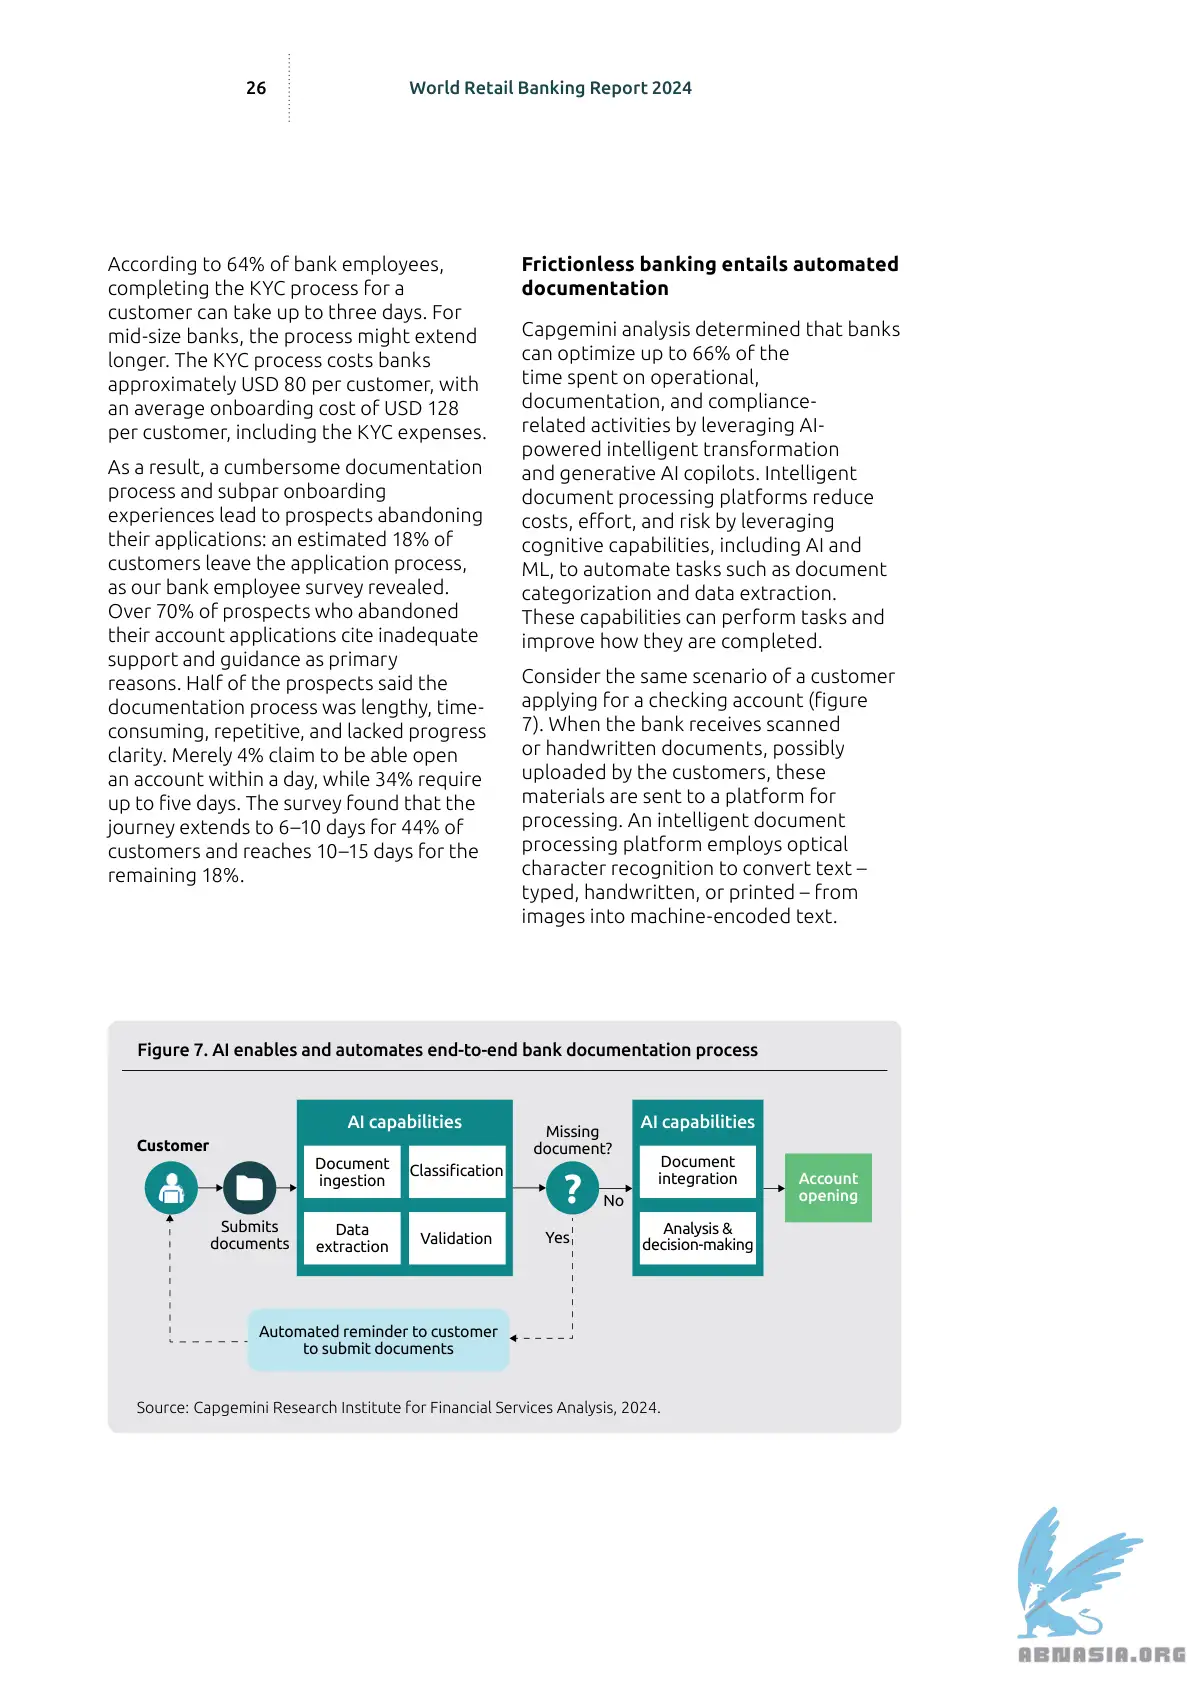 26
World Retail Banking Report 2024
According to 64% of bank employees,
completing the KYC process for a
customer can take up to three days. For
mid-size banks, the process might extend
longer. The KYC process costs banks
approximately USD 80 per customer, with
an average onboarding cost of USD 128
per customer, including the KYC expenses.
As a result, a cumbersome documentation
process and subpar onboarding
experiences lead to prospects abandoning
their applications: an estimated 18% of
customers leave the application process,
as our bank employee survey revealed.
Over 70% of prospects who abandoned
their account applications cite inadequate
support and guidance as primary
reasons. Half of the prospects said the
documentation process was lengthy, time-
consuming, repetitive, and lacked progress
clarity. Merely 4% claim to be able open
an account within a day, while 34% require
up to five days. The survey found that the
journey extends to 6–10 days for 44% of
customers and reaches 10–15 days for the
remaining 18%.
Frictionless banking entails automated
documentation
Capgemini analysis determined that banks
can optimize up to 66% of the
time spent on operational,
documentation, and compliance-
related activities by leveraging AI-
powered intelligent transformation
and generative AI copilots. Intelligent
document processing platforms reduce
costs, effort, and risk by leveraging
cognitive capabilities, including AI and
ML, to automate tasks such as document
categorization and data extraction.
These capabilities can perform tasks and
improve how they are completed.
Consider the same scenario of a customer
applying for a checking account (figure
7). When the bank receives scanned
or handwritten documents, possibly
uploaded by the customers, these
materials are sent to a platform for
processing. An intelligent document
processing platform employs optical
character recognition to convert text –
typed, handwritten, or printed – from
images into machine-encoded text.
Figure 7. AI enables and automates end-to-end bank documentation process
Customer
Submits
documents
AI capabilities
Document
ingestion
Classification
Data
extraction
Validation
Missing
document?
?
No
Yes
AI capabilities
Document
integration
Analysis &
decision-making
Account
opening
Automated reminder to customer
to submit documents
Source: Capgemini Research Institute for Financial Services Analysis, 2024.
ABNASIA.ORG